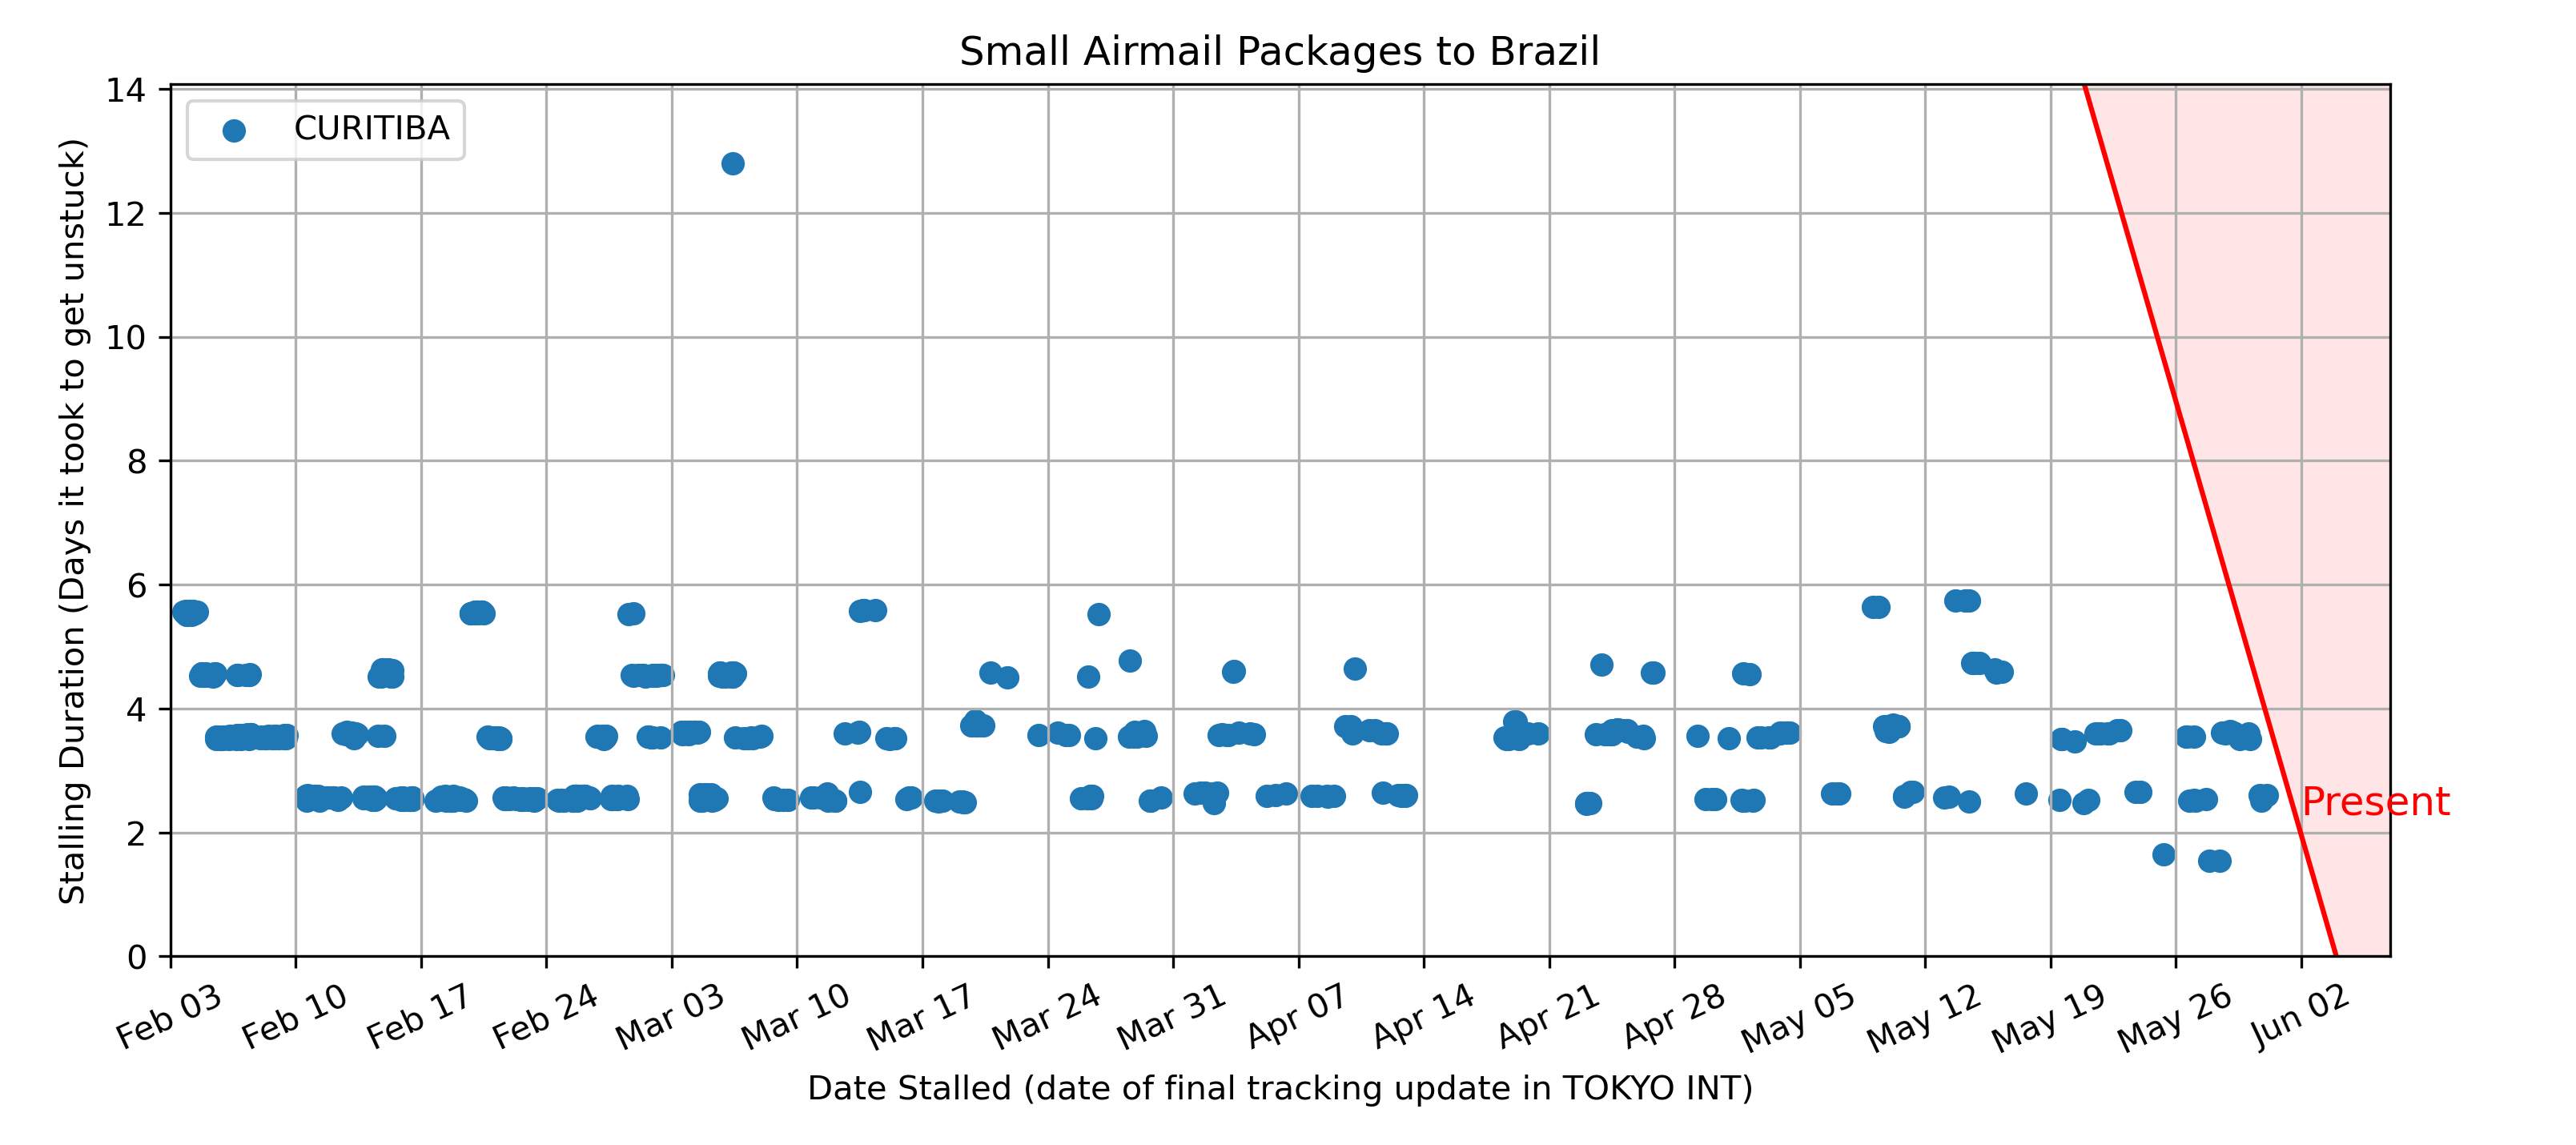 Small Airmail Packages to Brazil
CURITIBA
Stalling Duration (Days it took to get unstuck)
14
12
10
8
6
4
2
0
Present
Feb 03
Feb 10
Feb 17
Feb 24
Mar 03
Mar 10
Mar 17
Mar 24
Mar 31
Apr 07
Apr 14
Apr 21
Apr 28
May 05
May 12
May 19
May 26
Jun 02
Date Stalled (date of final tracking update in TOKYO INT)